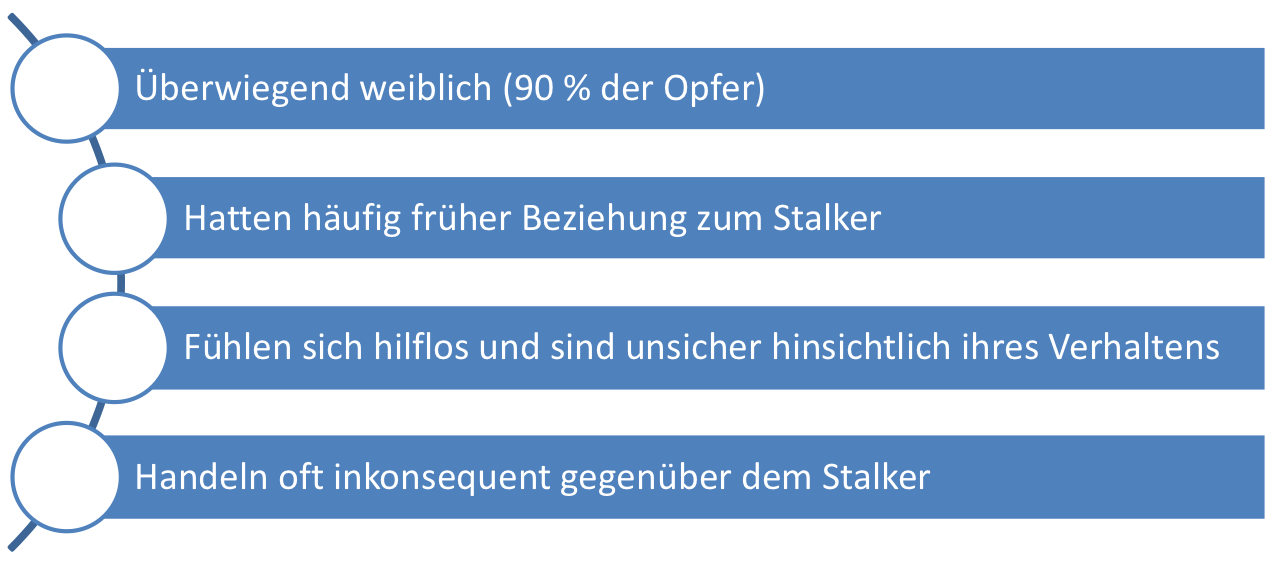 Überwiegend weiblich (90 % der Opfer)
Hatten häufig früher Beziehung zum Stalker
Fühlen sich hilflos und sind unsicher hinsichtlich ihres Verhaltens
Handeln oft inkonsequent gegenüber dem Stalker